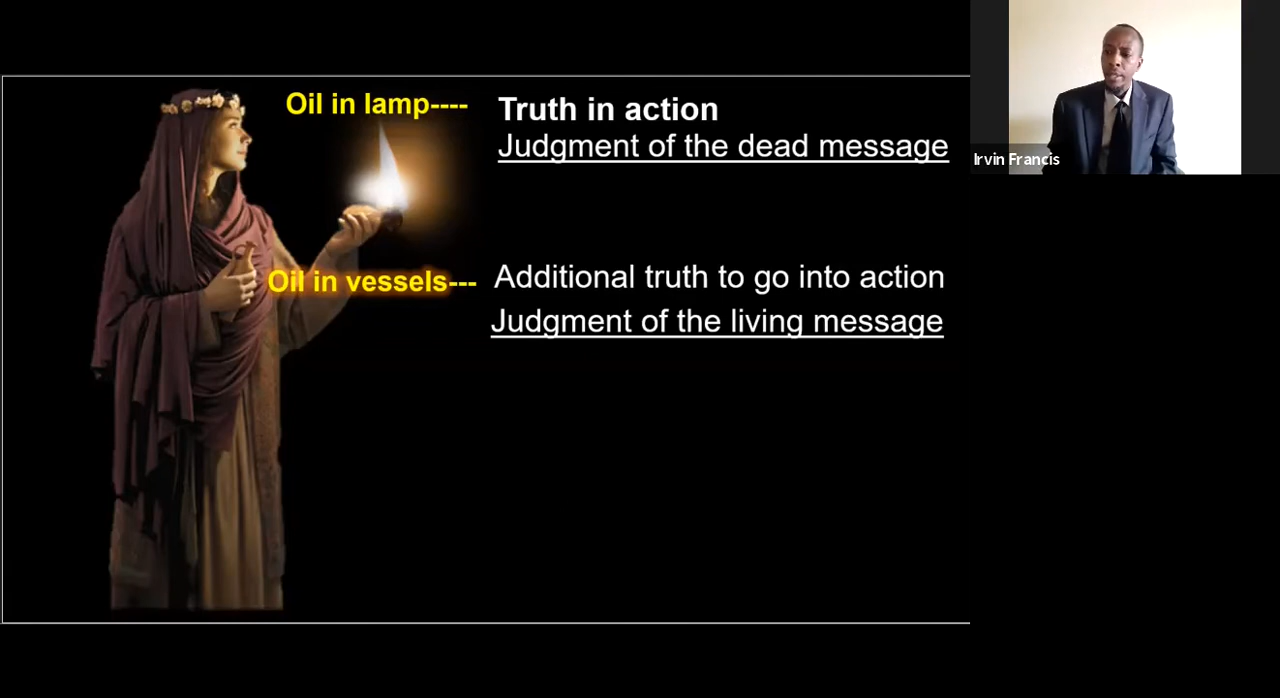 Oil in lamp----
Truth in action
Judgment of the dead message
Irvin Francis
Oil in vessels---
Additional truth to go into action
Judgment of the living message